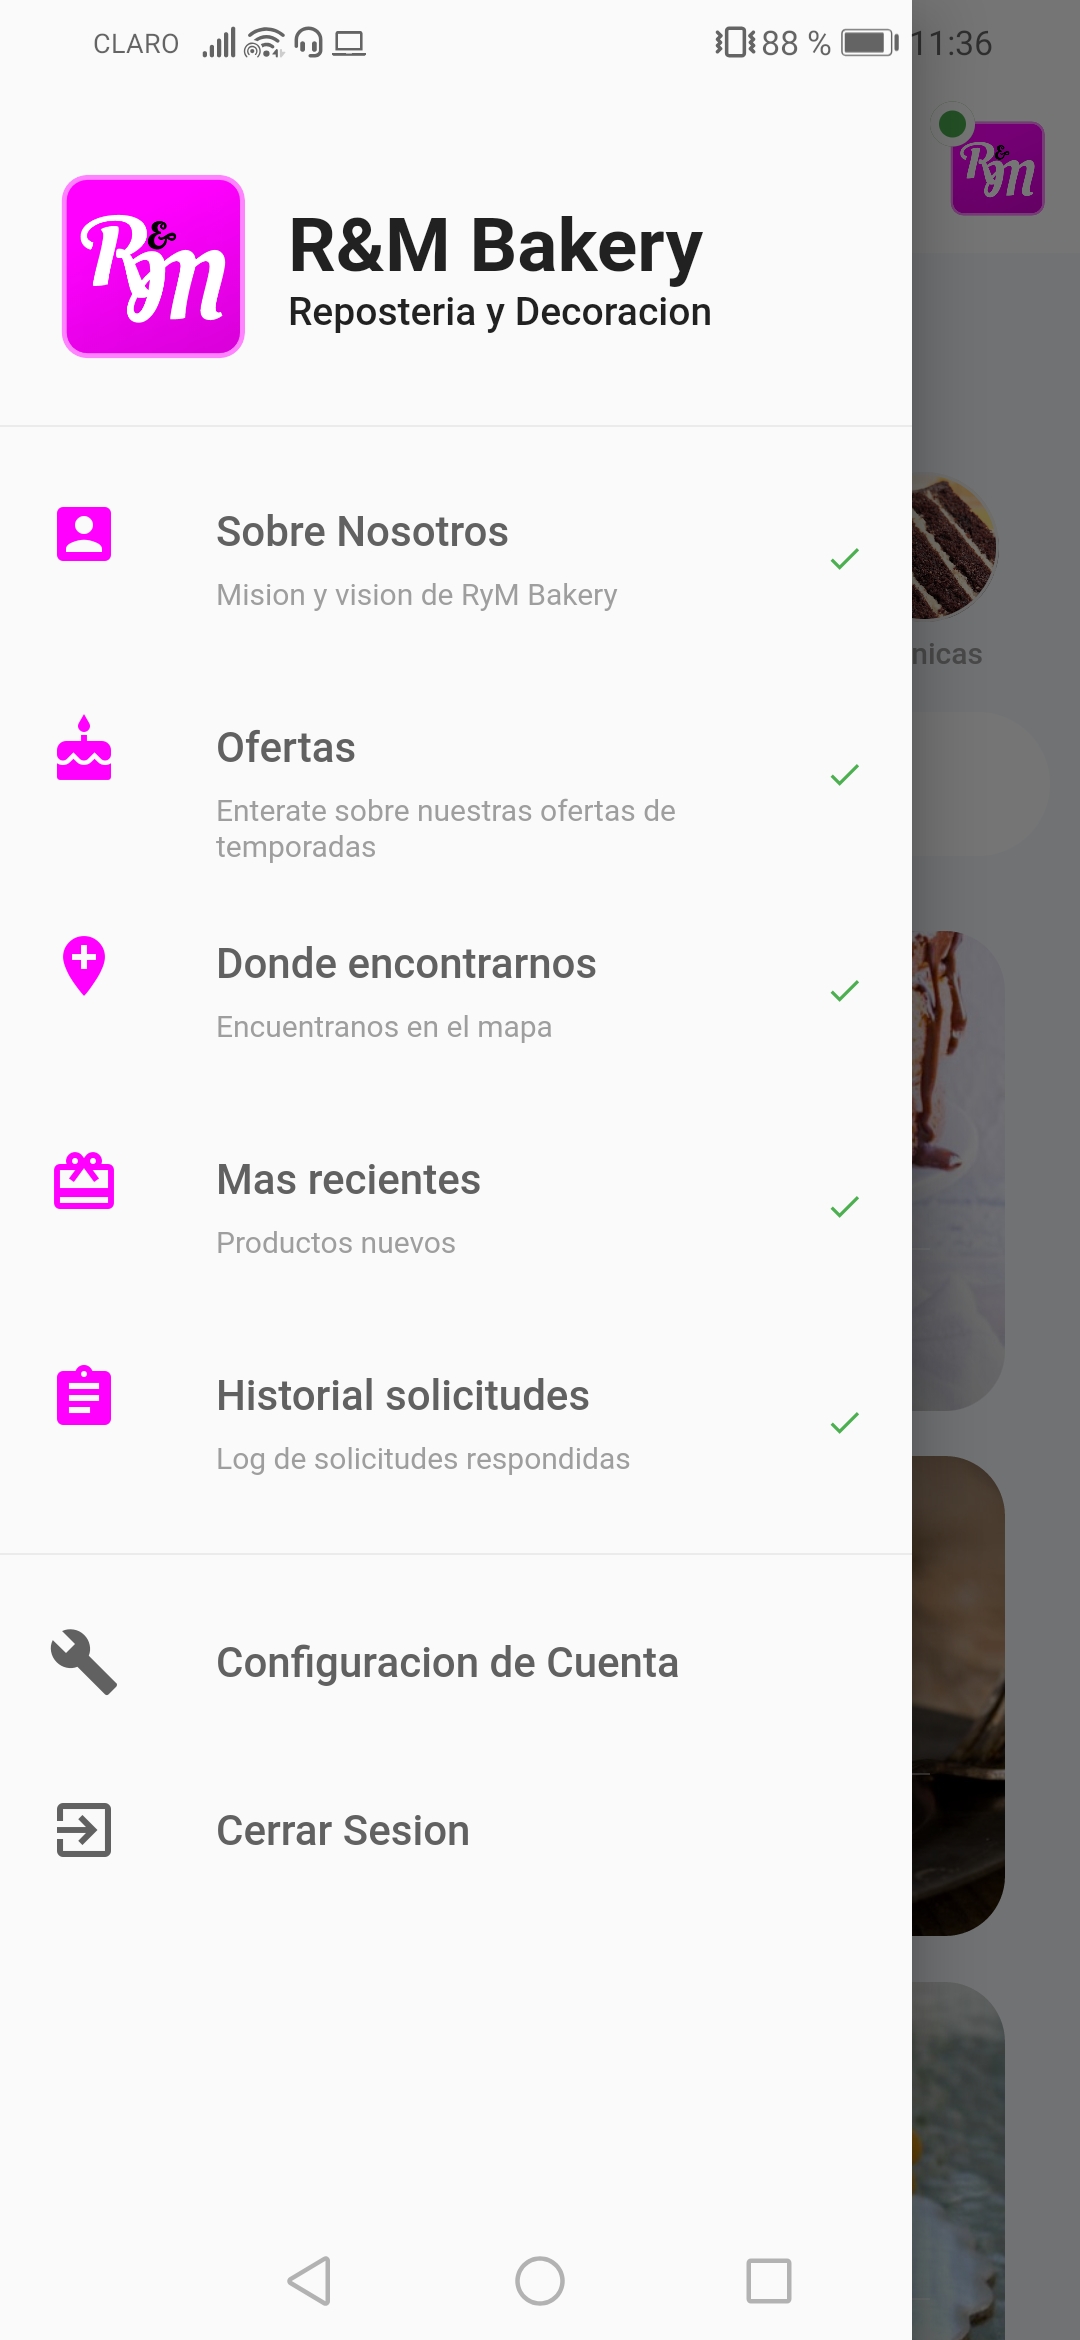 CLARO 88 % 11:36
R&M
R&M
R&M Bakery
Reposteria y Decoracion
Sobre Nosotros
Mision y vision de RyM Bakery
nicas
Ofertas
Enterate sobre nuestras ofertas de
temporadas
Donde encontrarnos
Encuentranos en el mapa
Mas recientes
Productos nuevos
Historial solicitudes
Log de solicitudes respondidas
Configuracion de Cuenta
Cerrar Sesion